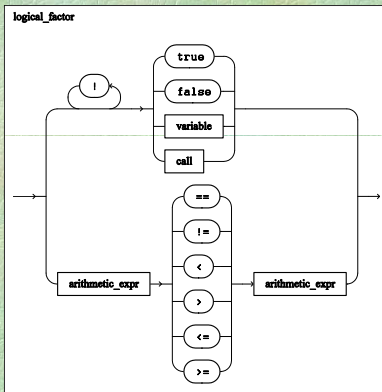 logical_factor
!
true
false
variable
call
==
!=
<
arithmetic_expr
>
arithmetic_expr
<=
>=